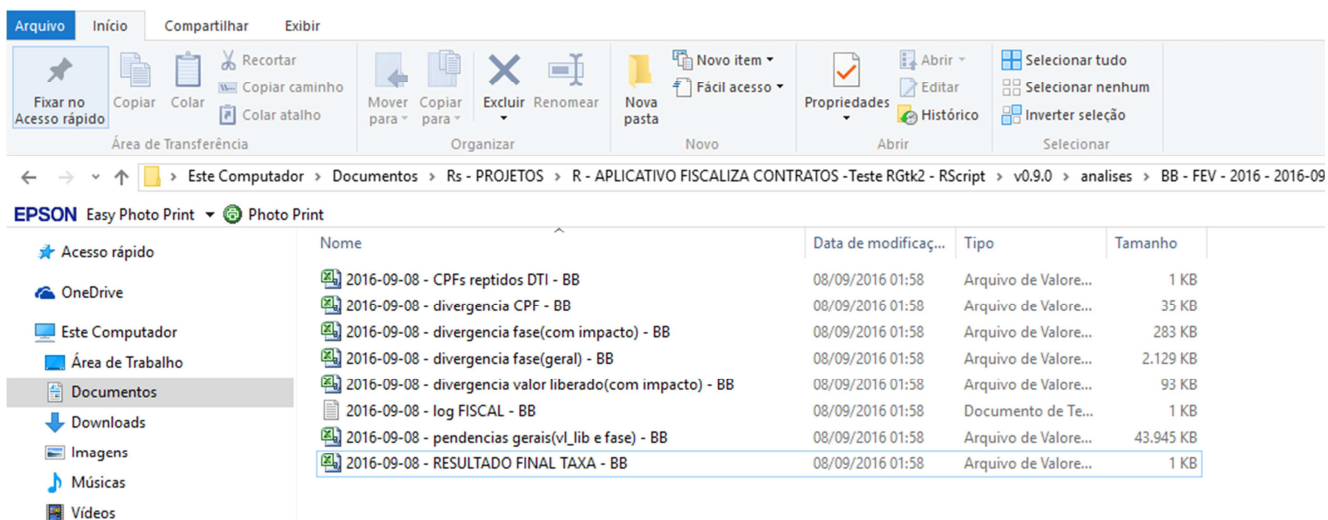 Arquivo Início Compartilhar Exibir
Fixar no Acesso rápido
Copiar
Colar
Recortar
Copiar caminho
Colar atalho
Área de Transferência
Mover para
Copiar para
Excluir
Renomear
Organizar
Nova pasta
Novo item
Fácil acesso
Novo
Propriedades
Abrir
Editar
Histórico
Abrir
Selecionar tudo
Selecionar nenhum
Inverter seleção
Selecionar
Este Computador > Documentos > Rs - PROJETOS > R - APLICATIVO FISCALIZA CONTRATOS -Teste RGtk2 - RScript > v0.9.0 > analises > BB - FEV - 2016 - 2016-09
EPSON Easy Photo Print Photo Print
Acesso rápido
OneDrive
Este Computador
Área de Trabalho
Documentos
Downloads
Imagens
Músicas
Vídeos
Nome Data de modificaç... Tipo Tamanho
2016-09-08 - CPFs reptidos DTI - BB 08/09/2016 01:58 Arquivo de Valore... 1 KB
2016-09-08 - divergencia CPF - BB 08/09/2016 01:58 Arquivo de Valore... 35 KB
2016-09-08 - divergencia fase(com impacto) - BB 08/09/2016 01:58 Arquivo de Valore... 283 KB
2016-09-08 - divergencia fase(geral) - BB 08/09/2016 01:58 Arquivo de Valore... 2.129 KB
2016-09-08 - divergencia valor liberado(com impacto) - BB 08/09/2016 01:58 Arquivo de Valore... 93 KB
2016-09-08 - log FISCAL - BB 08/09/2016 01:58 Documento de Te... 1 KB
2016-09-08 - pendencias gerais(vl_lib e fase) - BB 08/09/2016 01:58 Arquivo de Valore... 43.945 KB
2016-09-08 - RESULTADO FINAL TAXA - BB 08/09/2016 01:58 Arquivo de Valore... 1 KB